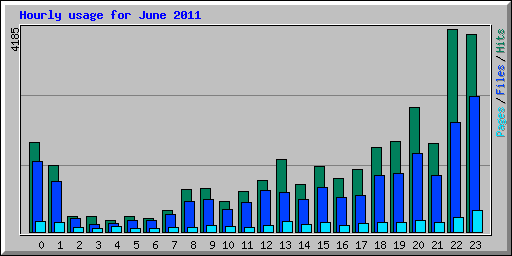 Hourly usage for June 2011
4185
Pages/Files/Hits
0 1 2 3 4 5 6 7 8 9 10 11 12 13 14 15 16 17 18 19 20 21 22 23